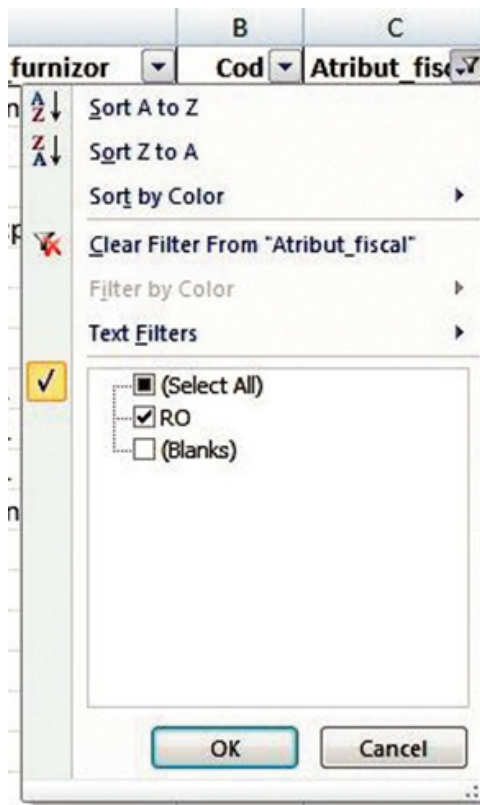 B C
furnizor Cod Atribut_fisc
Sort A to Z
Sort Z to A
Sort by Color
Clear Filter From "Atribut_fiscal"
Filter by Color
Text Filters
(Select All)
RO
(Blanks)
OK Cancel